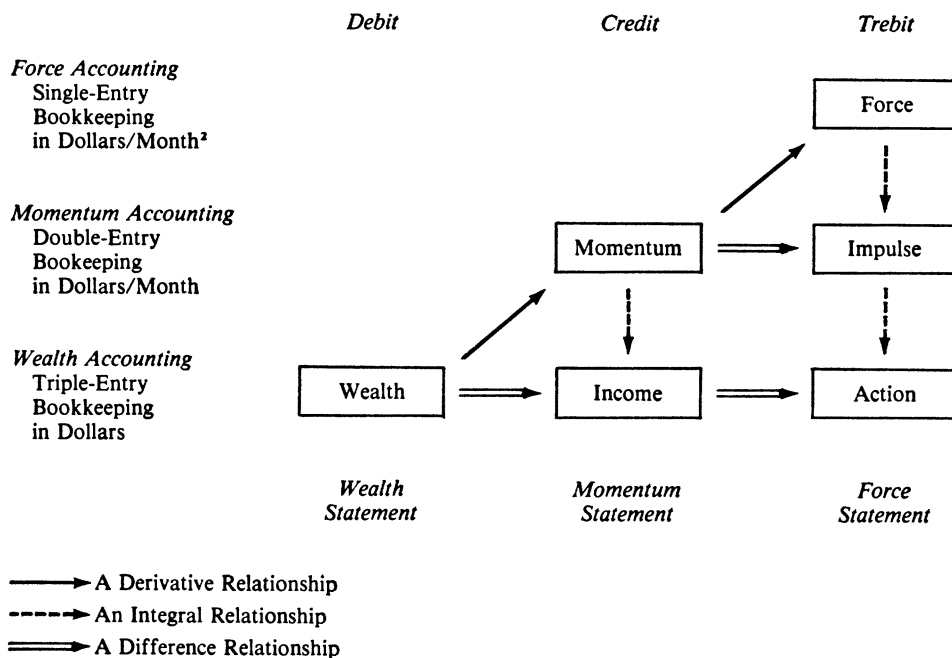 Debit Credit Trebit
Force Accounting
Single-Entry
Bookkeeping
in Dollars/Month²
Force
Momentum Accounting
Double-Entry
Bookeeping
in Dollars/Month
Momentum Impulse
Wealth Accounting
Triple-Entry
Bookkeeping
in Dollars
Wealth Income Action
Wealth Momentum Force
Statement Statement Statement
A Derivative Relationship
An Integral Relationship
A Difference Relationship